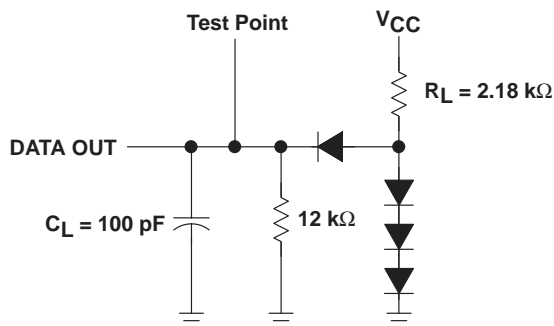 Test Point
VCC
RL = 2.18 kΩ
DATA OUT
CL = 100 pF
12 kΩ